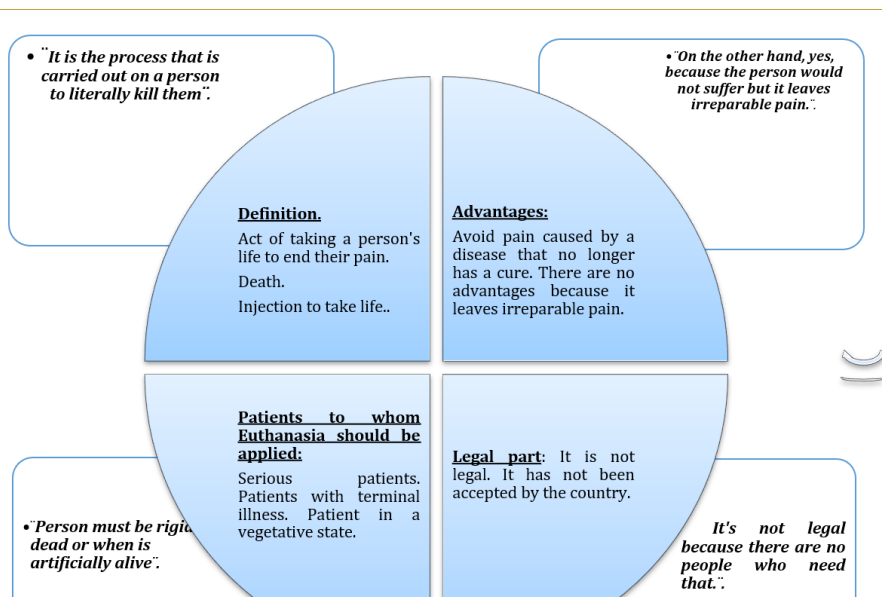 • ¨It is the process that is
carried out on a person
to literally kill them¨.
•¨On the other hand, yes,
because the person would
not suffer but it leaves
irreparable pain.¨.
Definition.
Act of taking a person's
life to end their pain.
Death.
Injection to take life..
Advantages:
Avoid pain caused by a
disease that no longer
has a cure. There are no
advantages because it
leaves irreparable pain.
Patients to whom
Euthanasia should be
applied:
Serious patients.
Patients with terminal
illness. Patient in a
vegetative state.
Legal part: It is not
legal. It has not been
accepted by the country.
•¨Person must be
dead or when is
artificially alive¨.
It's not legal
because there are no
people who need
that.¨.